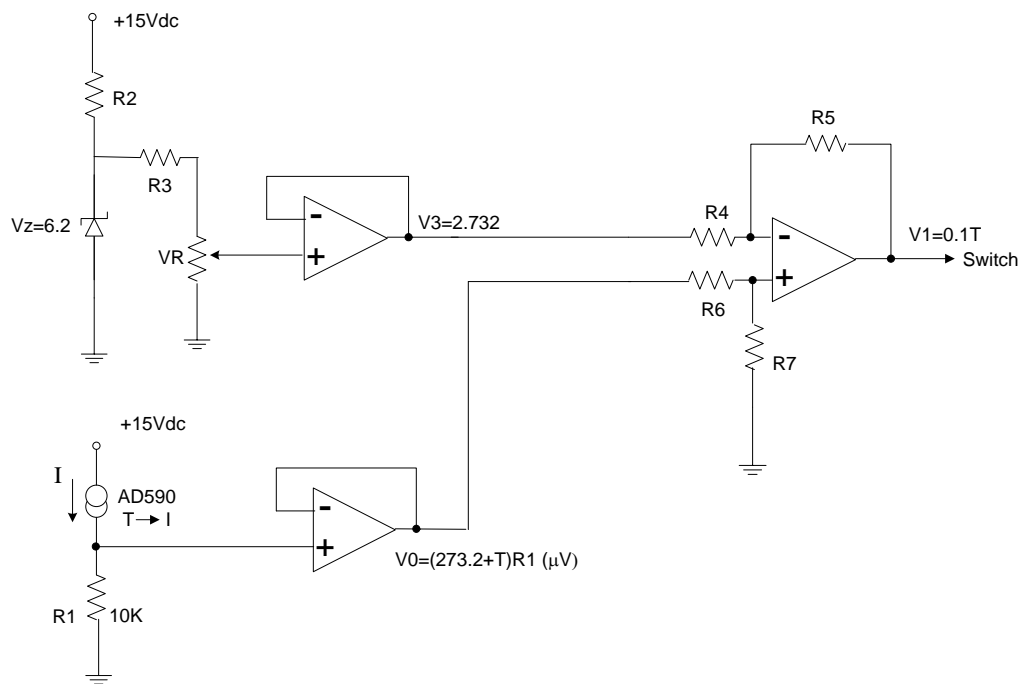 +15Vdc
R2
R3
Vz=6.2
VR
-
+
V3=2.732
R4
R5
-
+
V1=0.1T
Switch
R6
R7
+15Vdc
I
AD590
T I
-
+
V0=(273.2+T)R1 (μV)
R1
10K